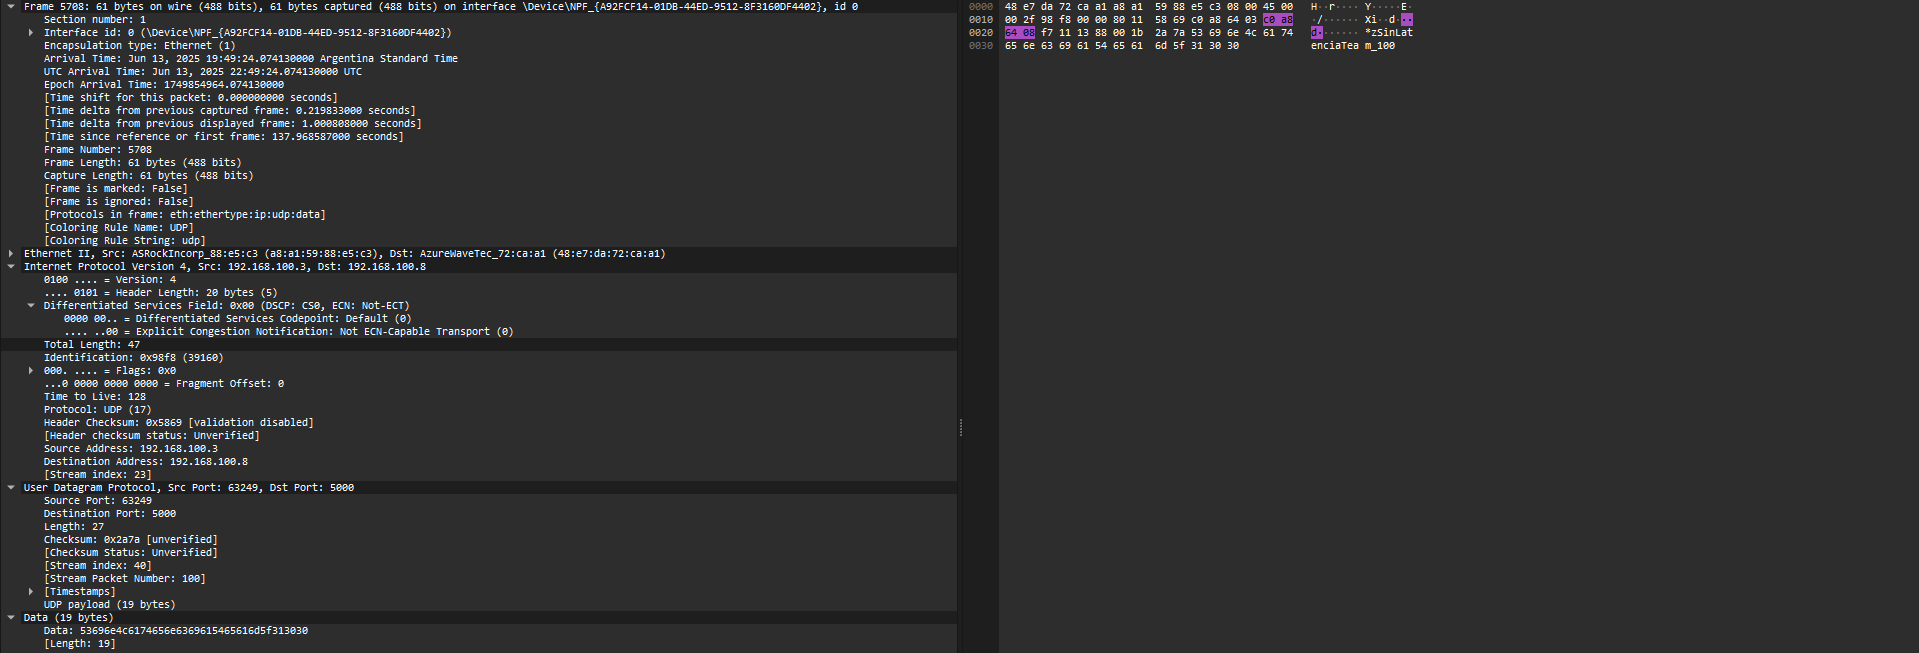 Frame 5708: 61 bytes on wire (488 bits), 61 bytes captured (488 bits) on interface \Device\NPF_{A92FCF14-01DB-44ED-9512-8F3160DF4402}, id 0
Section number: 1
Interface id: 0 (\Device\NPF_{A92FCF14-01DB-44ED-9512-8F3160DF4402})
Encapsulation type: Ethernet (1)
Arrival Time: Jun 13, 2025 19:49:24.074130000 Argentina Standard Time
UTC Arrival Time: Jun 13, 2025 22:49:24.074130000 UTC
Epoch Arrival Time: 1749854964.074130000
[Time shift for this packet: 0.000000000 seconds]
[Time delta from previous captured frame: 0.219833000 seconds]
[Time delta from previous displayed frame: 1.000808000 seconds]
[Time since reference or first frame: 137.968587000 seconds]
Frame Number: 5708
Frame Length: 61 bytes (488 bits)
Capture Length: 61 bytes (488 bits)
[Frame is marked: False]
[Frame is ignored: False]
[Protocols in frame: eth:ethertype:ip:udp:data]
[Coloring Rule Name: UDP]
[Coloring Rule String: udp]
Ethernet II, Src: ASRockIncorp_88:e5:c3 (a8:a1:59:88:e5:c3), Dst: AzureWaveTec_72:ca:a1 (48:e7:da:72:ca:a1)
Internet Protocol Version 4, Src: 192.168.100.3, Dst: 192.168.100.8
0100 .... = Version: 4
.... 0101 = Header Length: 20 bytes (5)
Differentiated Services Field: 0x00 (DSCP: CS0, ECN: Not-ECT)
0000 00.. = Differentiated Services Codepoint: Default (0)
.... ..00 = Explicit Congestion Notification: Not ECN-Capable Transport (0)
Total Length: 47
Identification: 0x98f8 (39160)
000. .... = Flags: 0x0
...0 0000 0000 0000 = Fragment Offset: 0
Time to Live: 128
Protocol: UDP (17)
Header Checksum: 0x5869 [validation disabled]
[Header checksum status: Unverified]
Source Address: 192.168.100.3
Destination Address: 192.168.100.8
[Stream index: 23]
User Datagram Protocol, Src Port: 63249, Dst Port: 5000
Source Port: 63249
Destination Port: 5000
Length: 27
Checksum: 0x2a7a [unverified]
[Checksum Status: Unverified]
[Stream index: 40]
[Stream Packet Number: 100]
[Timestamps]
UDP payload (19 bytes)
Data (19 bytes)
Data: 53696e4c6174656e6369615465616d5f313030
[Length: 19]
0000 48 e7 da 72 ca a1 a8 a1 59 88 e5 c3 08 00 45 00 H··r···· Y·····E·
0010 00 2f 98 f8 00 00 80 11 58 69 c0 a8 64 03 c0 a8 ·/······ Xi··d···
0020 64 08 f7 11 13 88 00 1b 2a 7a 53 69 6e 4c 61 74 d······· *zSinLat
0030 65 6e 63 69 61 54 65 61 6d 5f 31 30 30 enciaTea m_100